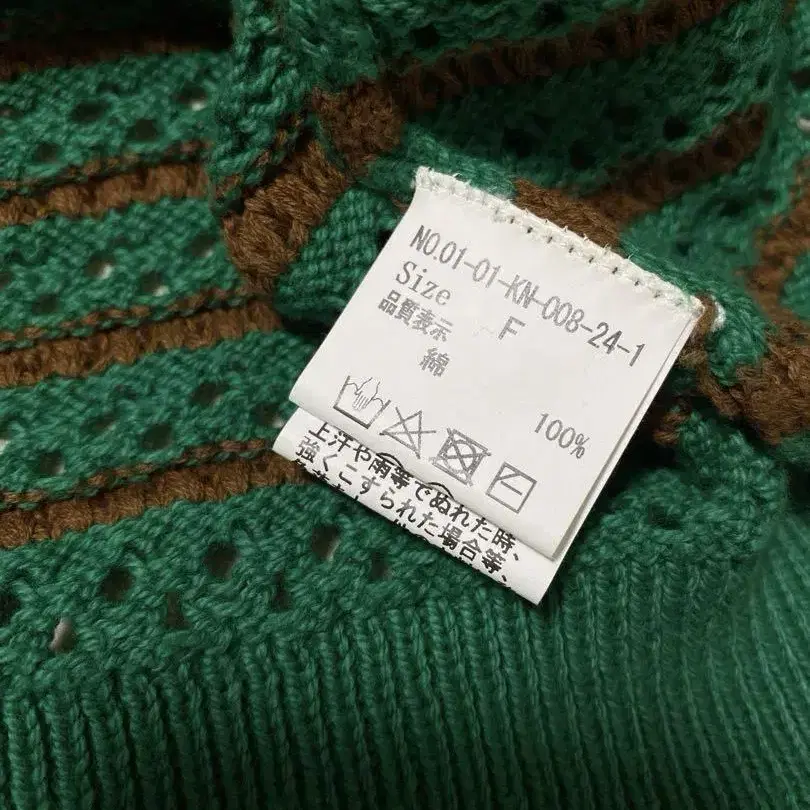 NO.01-01-KN-008-24-1
Size F
品質表示
綿 100%
上汗や雨等でぬれた時、
強くこすられた場合等、